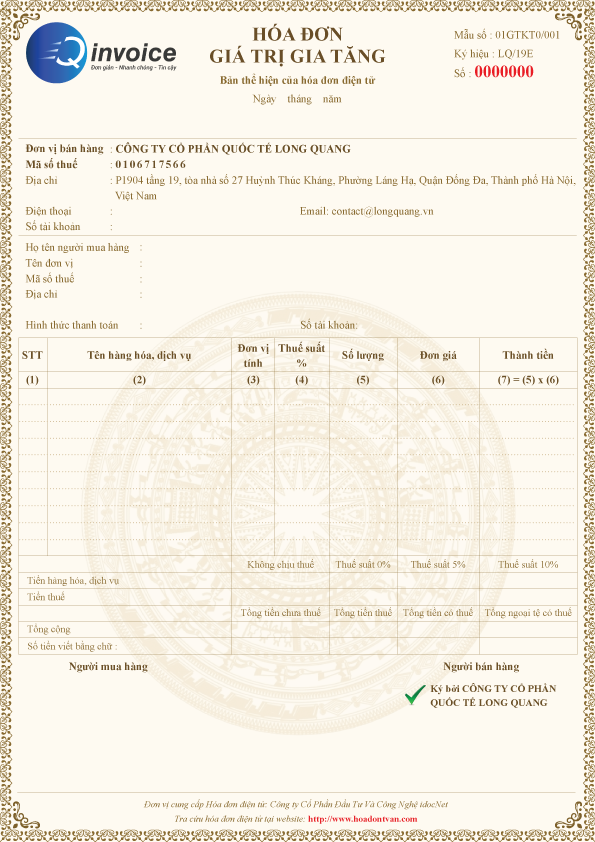 Qinvoice
Đơn giản - Nhanh chóng - Tin cậy
HÓA ĐƠN
GIÁ TRỊ GIA TĂNG
Bản thể hiện của hóa đơn điện tử
Ngày tháng năm
Mẫu số : 01GTKT0/001
Ký hiệu : LQ/19E
Số : 0000000
Đơn vị bán hàng : CÔNG TY CỔ PHẦN QUỐC TẾ LONG QUANG
Mã số thuế : 0106717566
Địa chỉ : P1904 tầng 19, tòa nhà số 27 Huỳnh Thúc Kháng, Phường Láng Hạ, Quận Đống Đa, Thành phố Hà Nội,
Việt Nam
Điện thoại : Email: contact@longquang.vn
Số tài khoản :
Họ tên người mua hàng :
Tên đơn vị :
Mã số thuế :
Địa chỉ :
Hình thức thanh toán : Số tài khoản:
STT Tên hàng hóa, dịch vụ Đơn vị tính Thuế suất % Số lượng Đơn giá Thành tiền
(1) (2) (3) (4) (5) (6) (7) = (5) x (6)
Không chịu thuế Thuế suất 0% Thuế suất 5% Thuế suất 10%
Tiền hàng hóa, dịch vụ
Tiền thuế
Tổng tiền chưa thuế Tổng tiền thuế Tổng tiền có thuế Tổng ngoại tệ có thuế
Tổng cộng
Số tiền viết bằng chữ :
Người mua hàng Người bán hàng
Ký bởi CÔNG TY CỔ PHẦN
QUỐC TẾ LONG QUANG
Đơn vị cung cấp Hóa đơn điện tử: Công ty Cổ Phần Đầu Tư Và Công Nghệ idocNet
Tra cứu hóa đơn điện tử tại website: http://www.hoadontvan.com